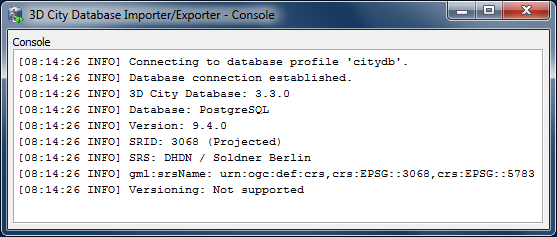 3D City Database Importer/Exporter - Console
Console
[08:14:26 INFO] Connecting to database profile 'citydb'.
[08:14:26 INFO] Database connection established.
[08:14:26 INFO] 3D City Database: 3.3.0
[08:14:26 INFO] Database: PostgreSQL
[08:14:26 INFO] Version: 9.4.0
[08:14:26 INFO] SRID: 3068 (Projected)
[08:14:26 INFO] SRS: DHDN / Soldner Berlin
[08:14:26 INFO] gml:srsName: urn:ogc:def:crs,crs:EPSG::3068,crs:EPSG::5783
[08:14:26 INFO] Versioning: Not supported